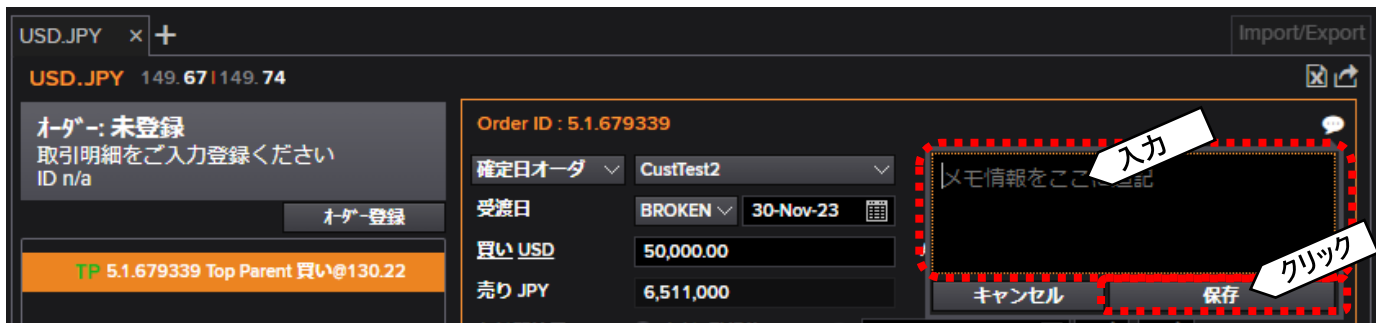 USD.JPY × +
Import/Export
USD.JPY 149.67 149.74
ｵｰﾀﾞｰ: 未登録
取引明細をご入力登録ください
ID n/a
ｵｰﾀﾞｰ登録
TP 5.1.679339 Top Parent 買い@130.22
Order ID : 5.1.679339
確定日オーダ CustTest2
受渡日 BROKEN 30-Nov-23
買い USD 50,000.00
売り JPY 6,511,000
入力
メモ情報をここに追記
クリック
キャンセル 保存